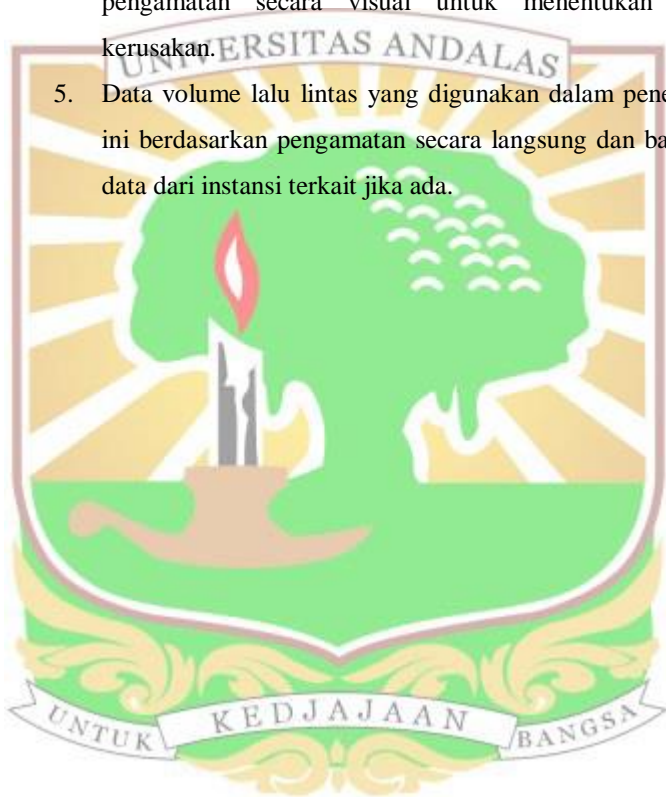 pengamatan secara visual untuk menentukan
kerusakan.
UNIVERSITAS ANDALAS
5. Data volume lalu lintas yang digunakan dalam
ini berdasarkan pengamatan secara langsung dan
data dari instansi terkait jika ada.
UNTUK KEDJAJAAN BANGSA